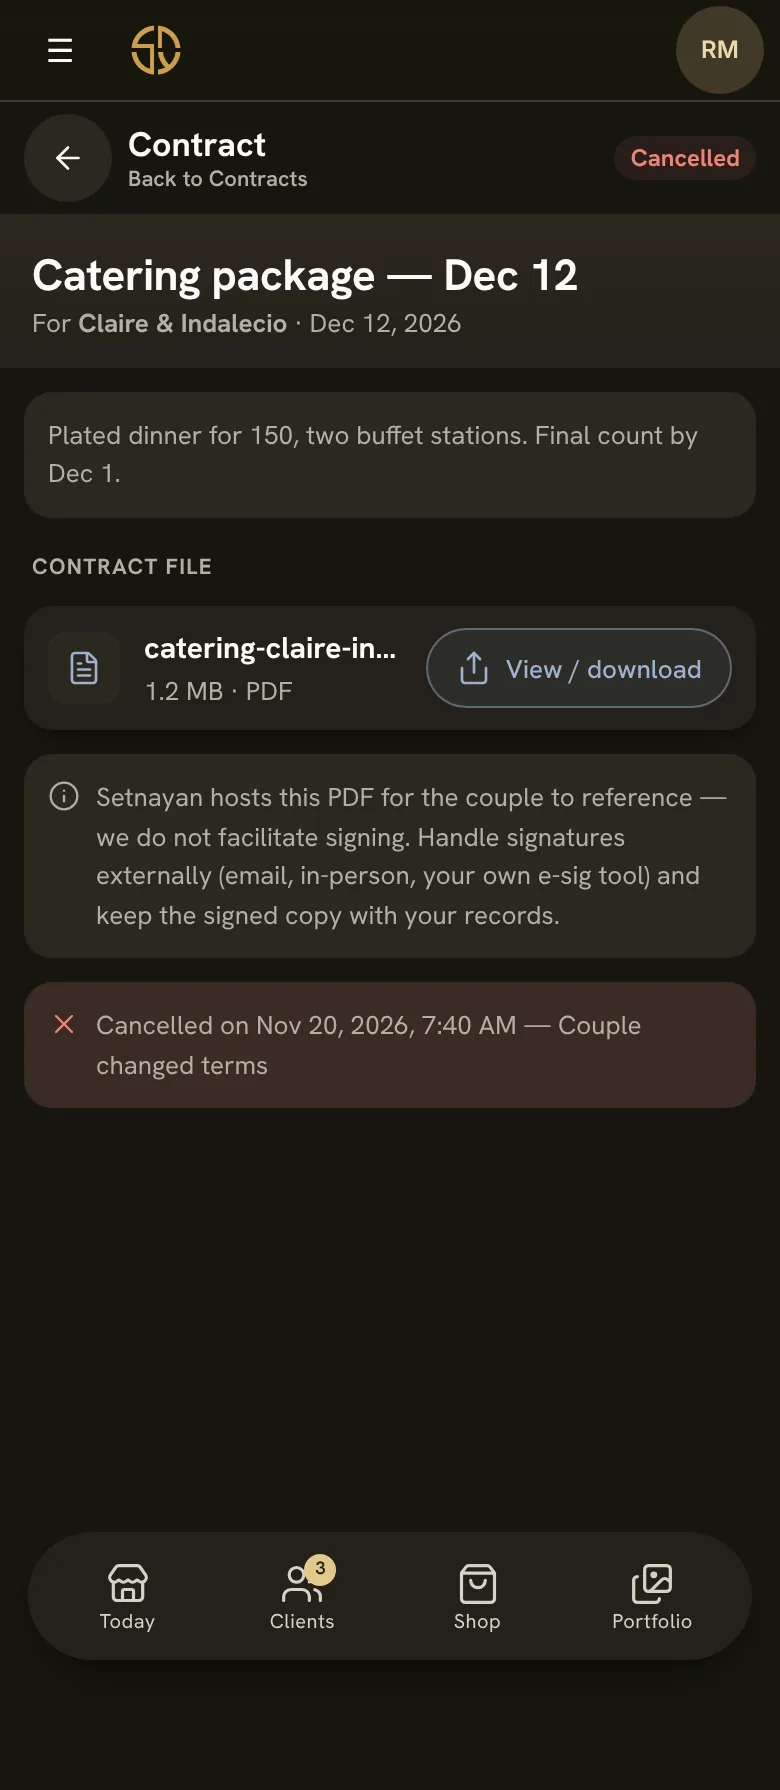 RM
Contract
Back to Contracts
Cancelled
Catering package — Dec 12
For Claire & Indalecio · Dec 12, 2026
Plated dinner for 150, two buffet stations. Final count by
Dec 1.
CONTRACT FILE
catering-claire-in...
1.2 MB · PDF
View / download
Setnayan hosts this PDF for the couple to reference —
we do not facilitate signing. Handle signatures
externally (email, in-person, your own e-sig tool) and
keep the signed copy with your records.
Cancelled on Nov 20, 2026, 7:40 AM — Couple
changed terms
3
Today
Clients
Shop
Portfolio